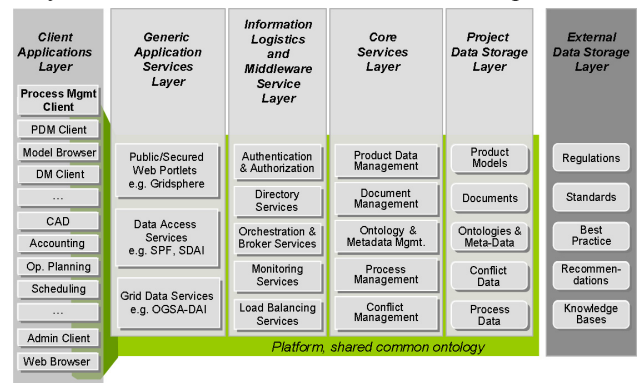 Client
Applications
Layer
Process Mgmt
Client
PDM Client
Model Browser
DM Client
...
CAD
Accounting
Op. Planning
Scheduling
...
Admin Client
Web Browser
Generic
Application
Services
Layer
Public/Secured
Web Portlets
e.g. Gridsphere
Data Access
Services
e.g. SPF, SDAI
Grid Data Services
e.g. OGSA-DAI
Information
Logistics
and
Middleware
Service
Layer
Authentication
& Authorization
Directory
Services
Orchestration &
Broker Services
Monitoring
Services
Load Balancing
Services
Core
Services
Layer
Product Data
Management
Document
Management
Ontology &
Metadata Mgmt.
Process
Management
Conflict
Management
Project
Data Storage
Layer
Product
Models
Documents
Ontologies &
Meta-Data
Conflict
Data
Process
Data
External
Data Storage
Layer
Regulations
Standards
Best
Practice
Recommen-
dations
Knowledge
Bases
Platform, shared common ontology